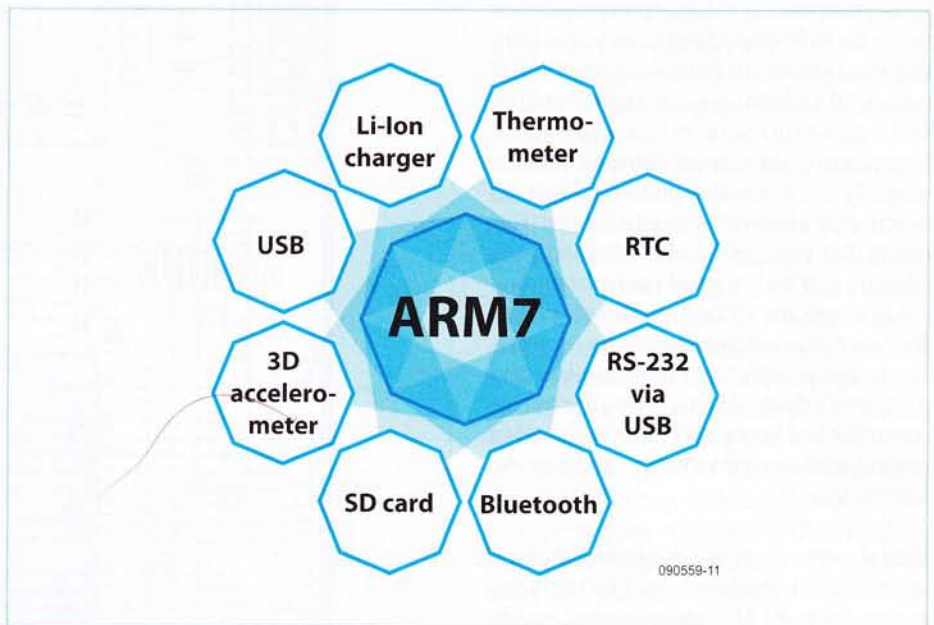 Li-Ion
charger
Thermo-
meter
USB
RTC
ARM7
3D
accelero-
meter
RS-232
via
USB
SD card
Bluetooth
090559-11